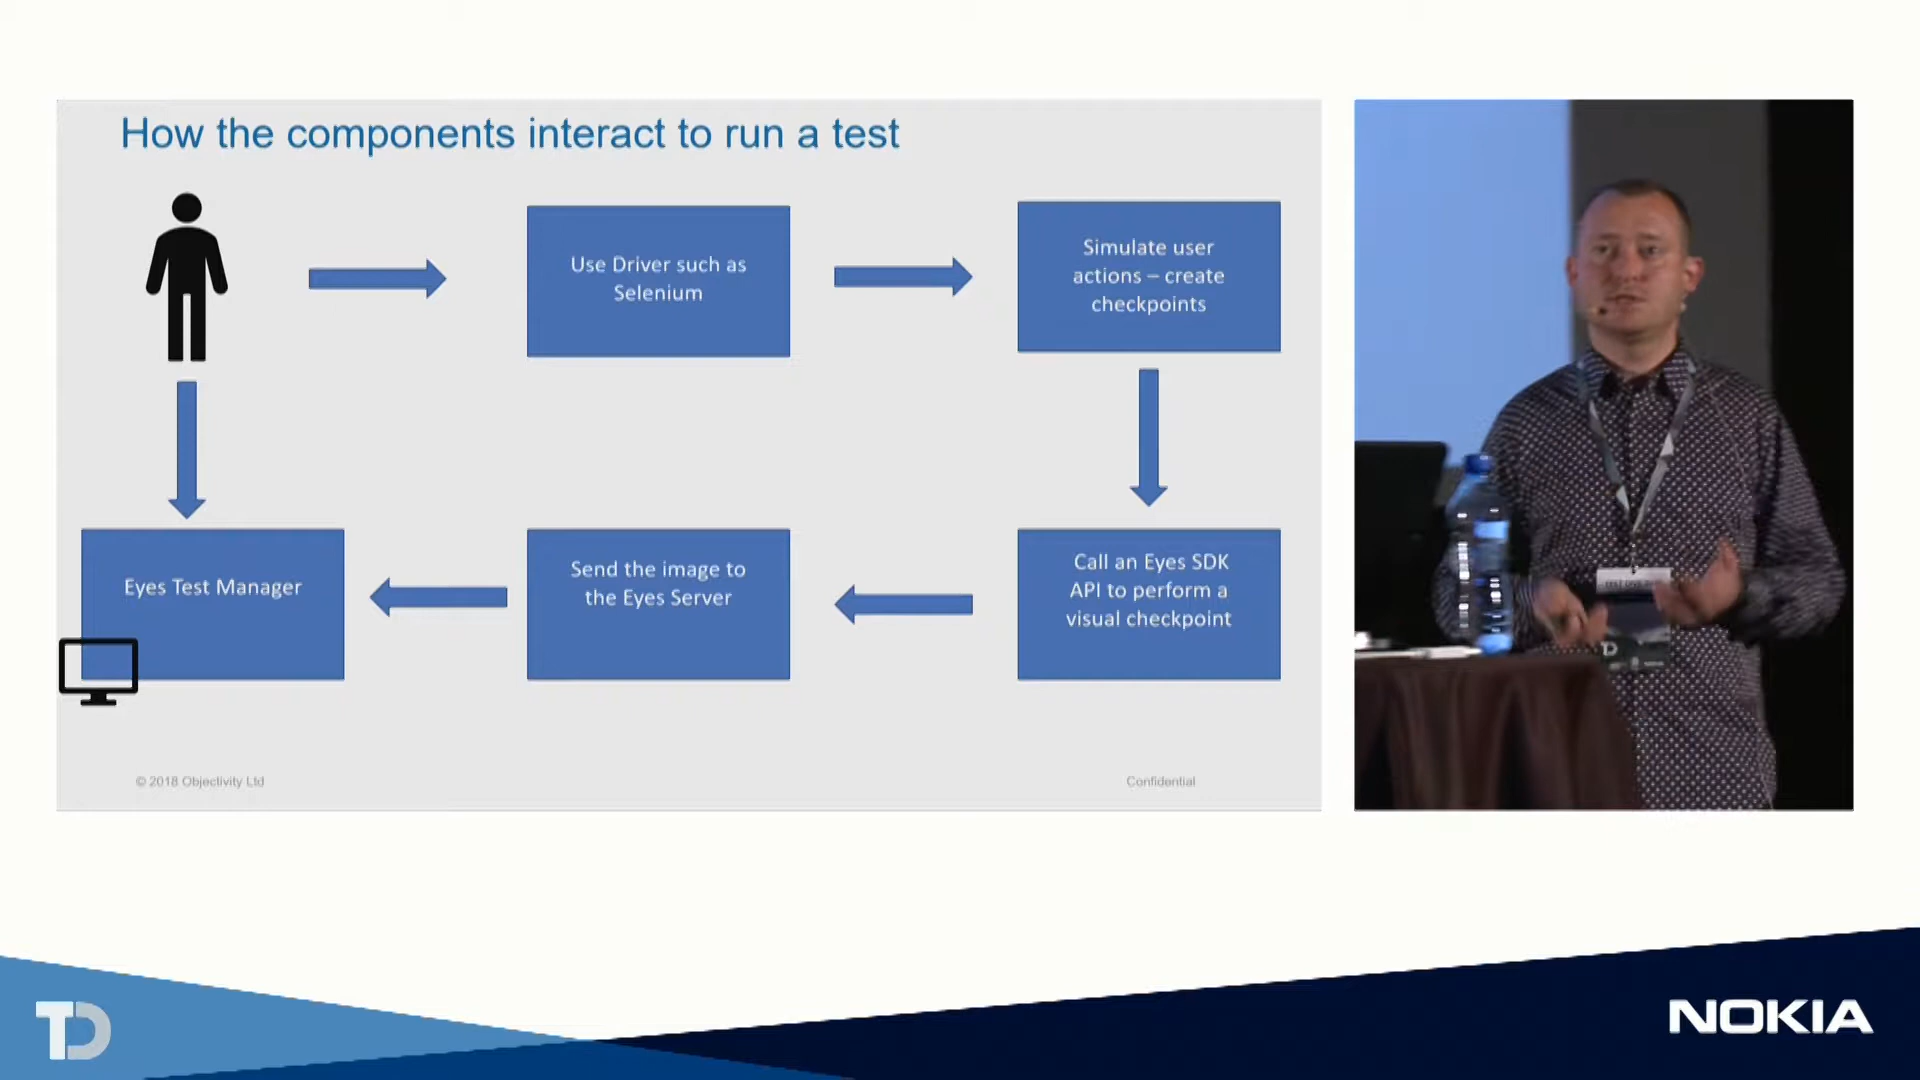 How the components interact to run a test
Use Driver such as
Selenium
Simulate user
actions – create
checkpoints
Eyes Test Manager
Send the image to
the Eyes Server
Call an Eyes SDK
API to perform a
visual checkpoint
© 2018 Objectivity Ltd
Confidential
TD
NOKIA